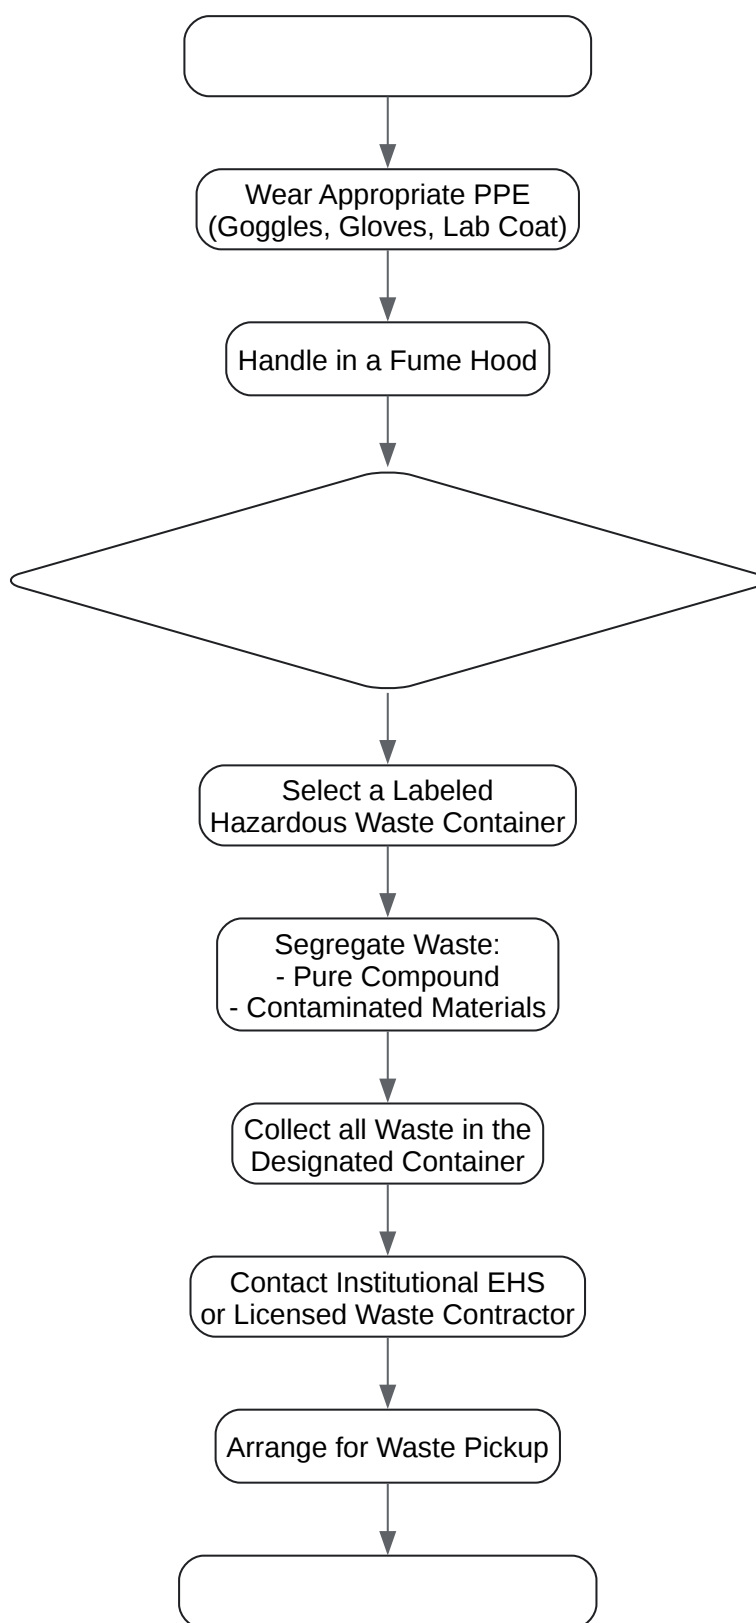 Wear Appropriate PPE
(Goggles, Gloves, Lab Coat)
Handle in a Fume Hood
Select a Labeled
Hazardous Waste Container
Segregate Waste:
- Pure Compound
- Contaminated Materials
Collect all Waste in the
Designated Container
Contact Institutional EHS
or Licensed Waste Contractor
Arrange for Waste Pickup